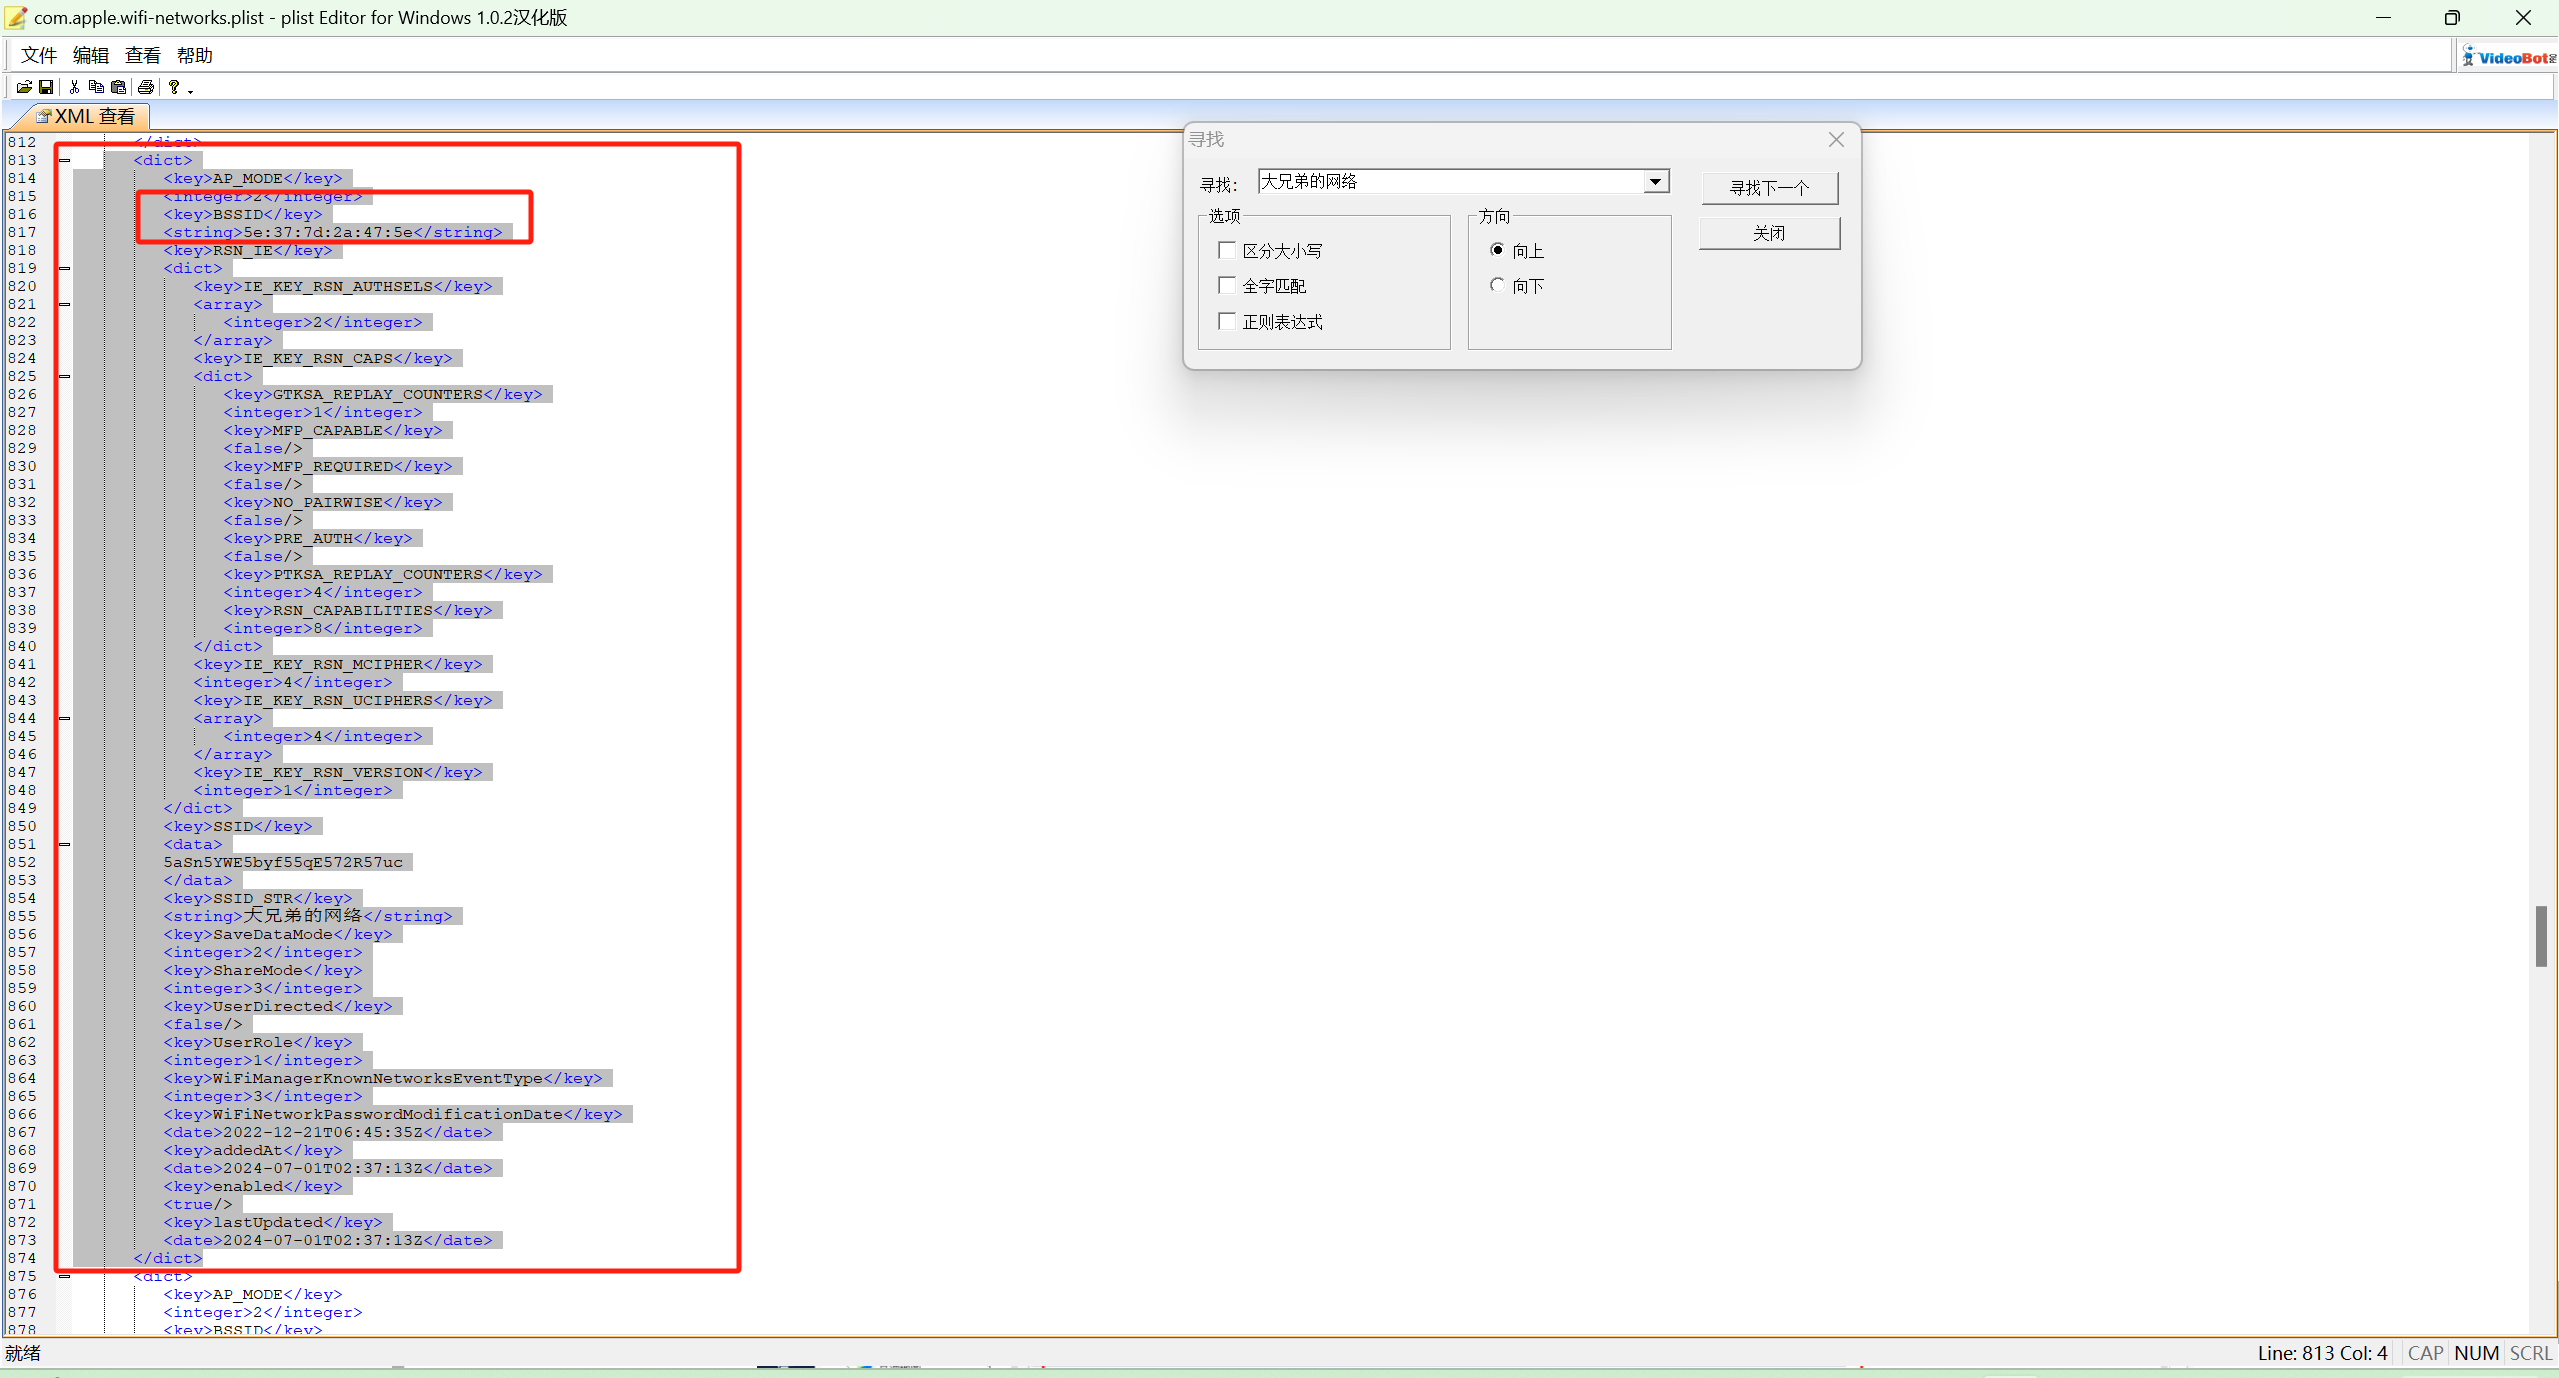 com.apple.wifi-networks.plist - plist Editor for Windows 1.0.2汉化版
文件 编辑 查看 帮助
VideoBot
XML 查看
812 </dict>
813 <dict>
814 <key>AP_MODE</key>
815 <integer>2</integer>
816 <key>BSSID</key>
817 <string>5e:37:7d:2a:47:5e</string>
818 <key>RSN_IE</key>
819 <dict>
820 <key>IE_KEY_RSN_AUTHSELS</key>
821 <array>
822 <integer>2</integer>
823 </array>
824 <key>IE_KEY_RSN_CAPS</key>
825 <dict>
826 <key>GTKSA_REPLAY_COUNTERS</key>
827 <integer>1</integer>
828 <key>MFP_CAPABLE</key>
829 <false/>
830 <key>MFP_REQUIRED</key>
831 <false/>
832 <key>NO_PAIRWISE</key>
833 <false/>
834 <key>PRE_AUTH</key>
835 <false/>
836 <key>PTKSA_REPLAY_COUNTERS</key>
837 <integer>4</integer>
838 <key>RSN_CAPABILITIES</key>
839 <integer>8</integer>
840 </dict>
841 <key>IE_KEY_RSN_MCIPHER</key>
842 <integer>4</integer>
843 <key>IE_KEY_RSN_UCIPHERS</key>
844 <array>
845 <integer>4</integer>
846 </array>
847 <key>IE_KEY_RSN_VERSION</key>
848 <integer>1</integer>
849 </dict>
850 <key>SSID</key>
851 <data>
852 5aSn5YWE5byf55qE572R57uc
853 </data>
854 <key>SSID_STR</key>
855 <string>大兄弟的网络</string>
856 <key>SaveDataMode</key>
857 <integer>2</integer>
858 <key>ShareMode</key>
859 <integer>3</integer>
860 <key>UserDirected</key>
861 <false/>
862 <key>UserRole</key>
863 <integer>1</integer>
864 <key>WiFiManagerKnownNetworksEventType</key>
865 <integer>3</integer>
866 <key>WiFiNetworkPasswordModificationDate</key>
867 <date>2022-12-21T06:45:35Z</date>
868 <key>addedAt</key>
869 <date>2024-07-01T02:37:13Z</date>
870 <key>enabled</key>
871 <true/>
872 <key>lastUpdated</key>
873 <date>2024-07-01T02:37:13Z</date>
874 </dict>
875 <dict>
876 <key>AP_MODE</key>
877 <integer>2</integer>
878 <key>BSSID</key>
寻找
寻找: 大兄弟的网络
寻找下一个
关闭
选项
区分大小写
全字匹配
正则表达式
方向
向上
向下
就绪
Line: 813 Col: 4 CAP NUM SCRL